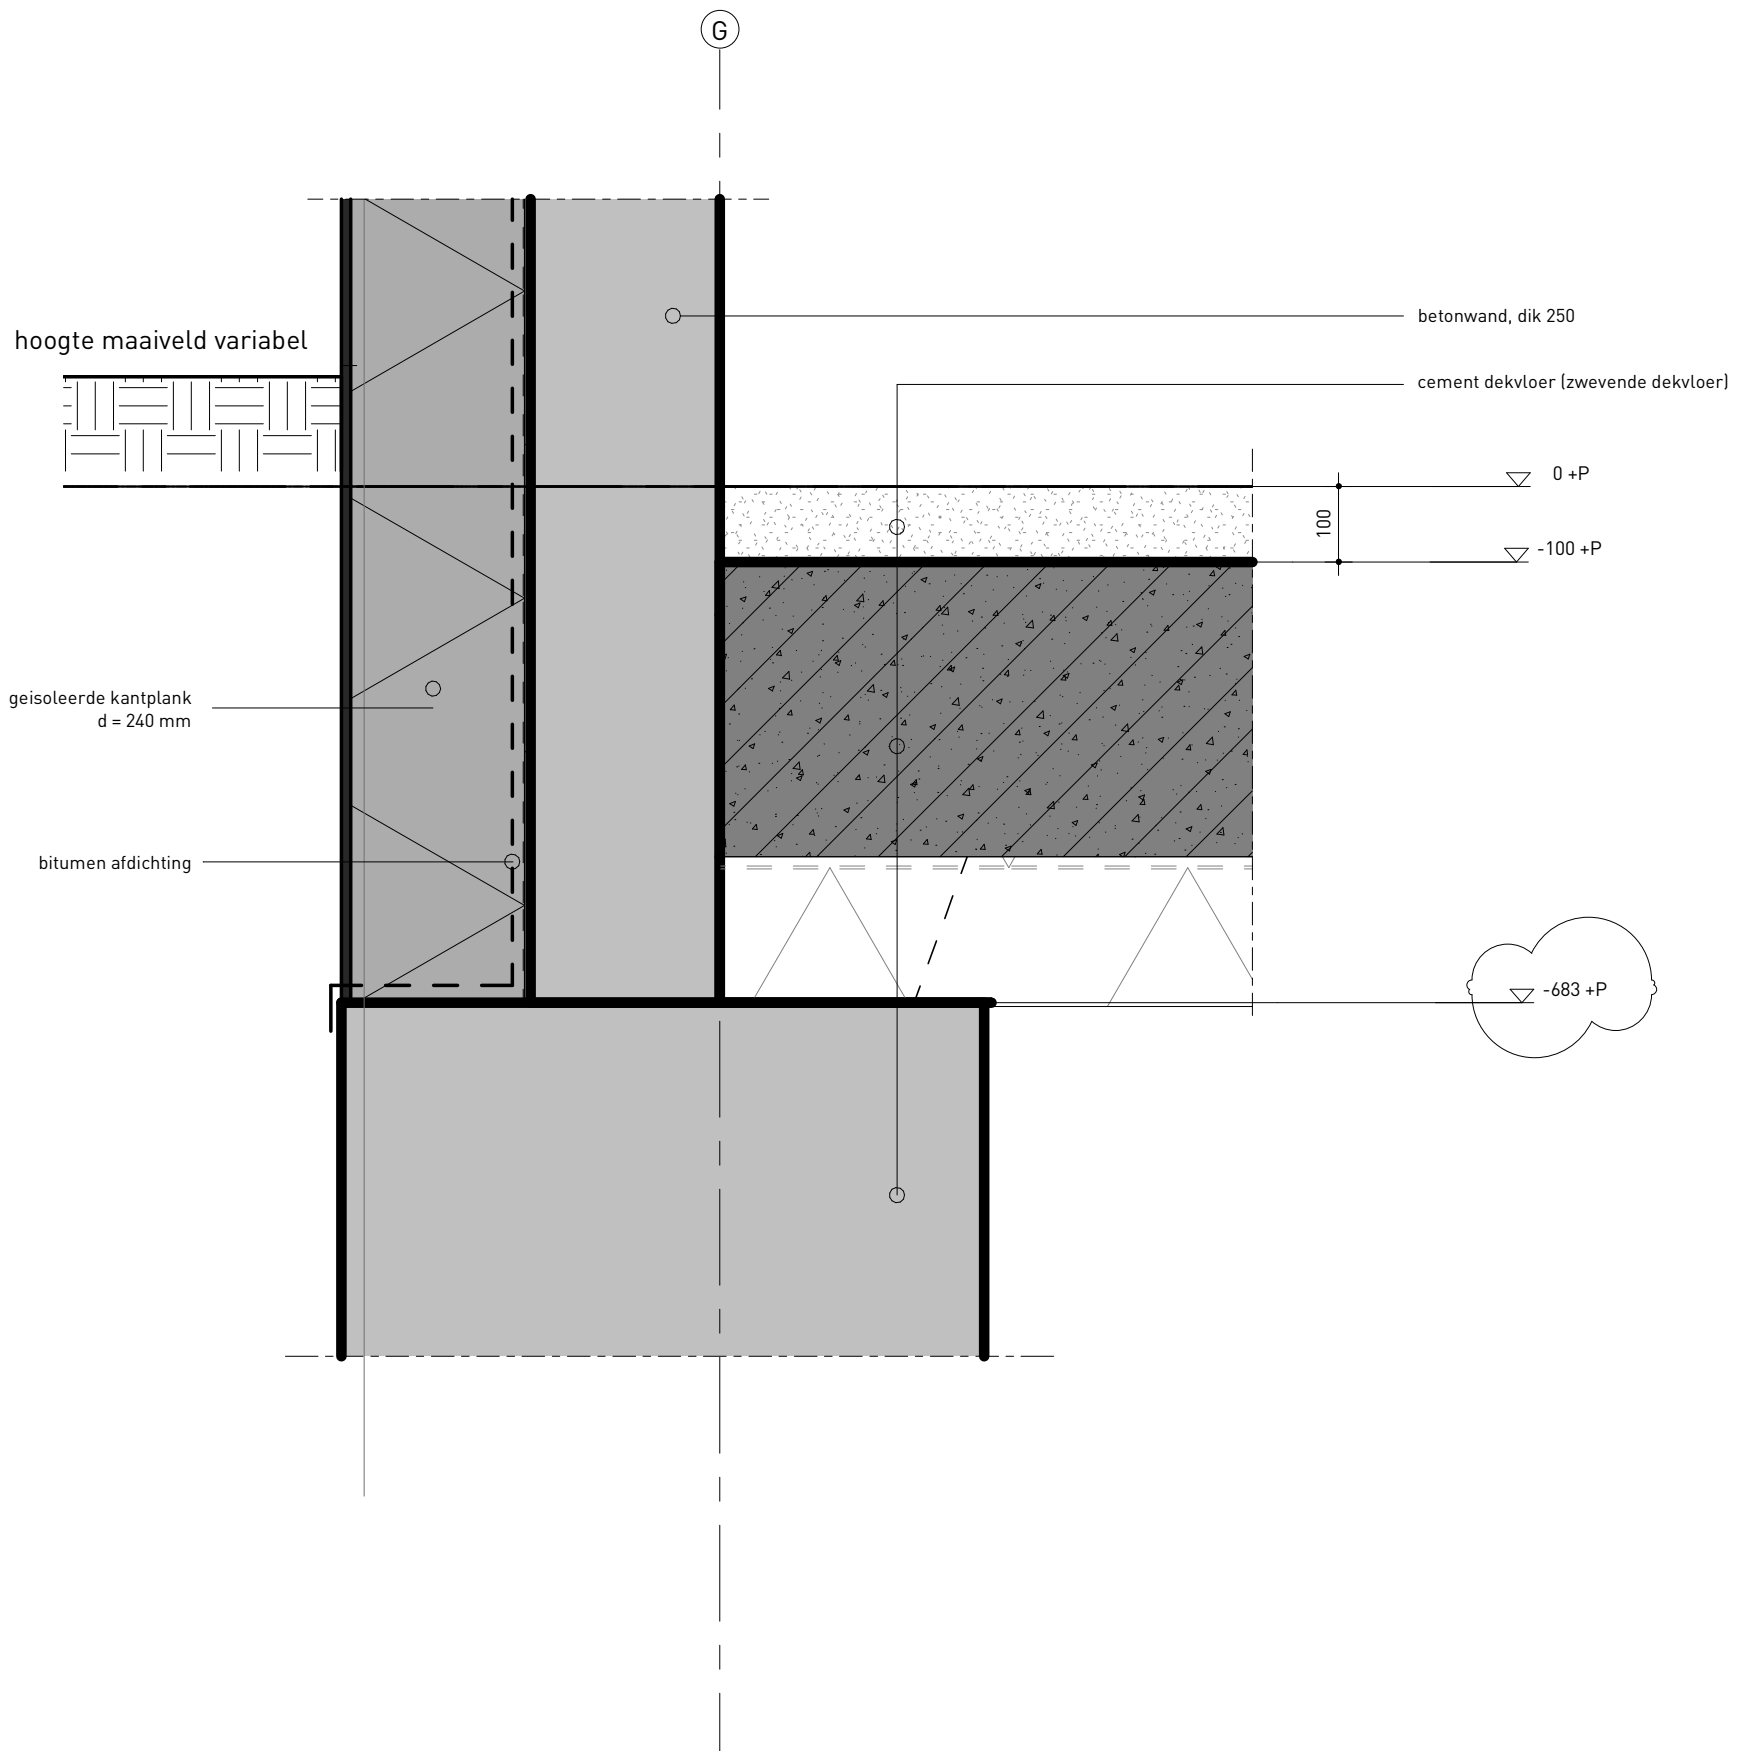 G
hoogte maaiveld variabel
betonwand, dik 250
cement dekvloer (zwevende dekvloer)
0 +P
100
-100 +P
geisoleerde kantplank
d = 240 mm
bitumen afdichting
-683 +P